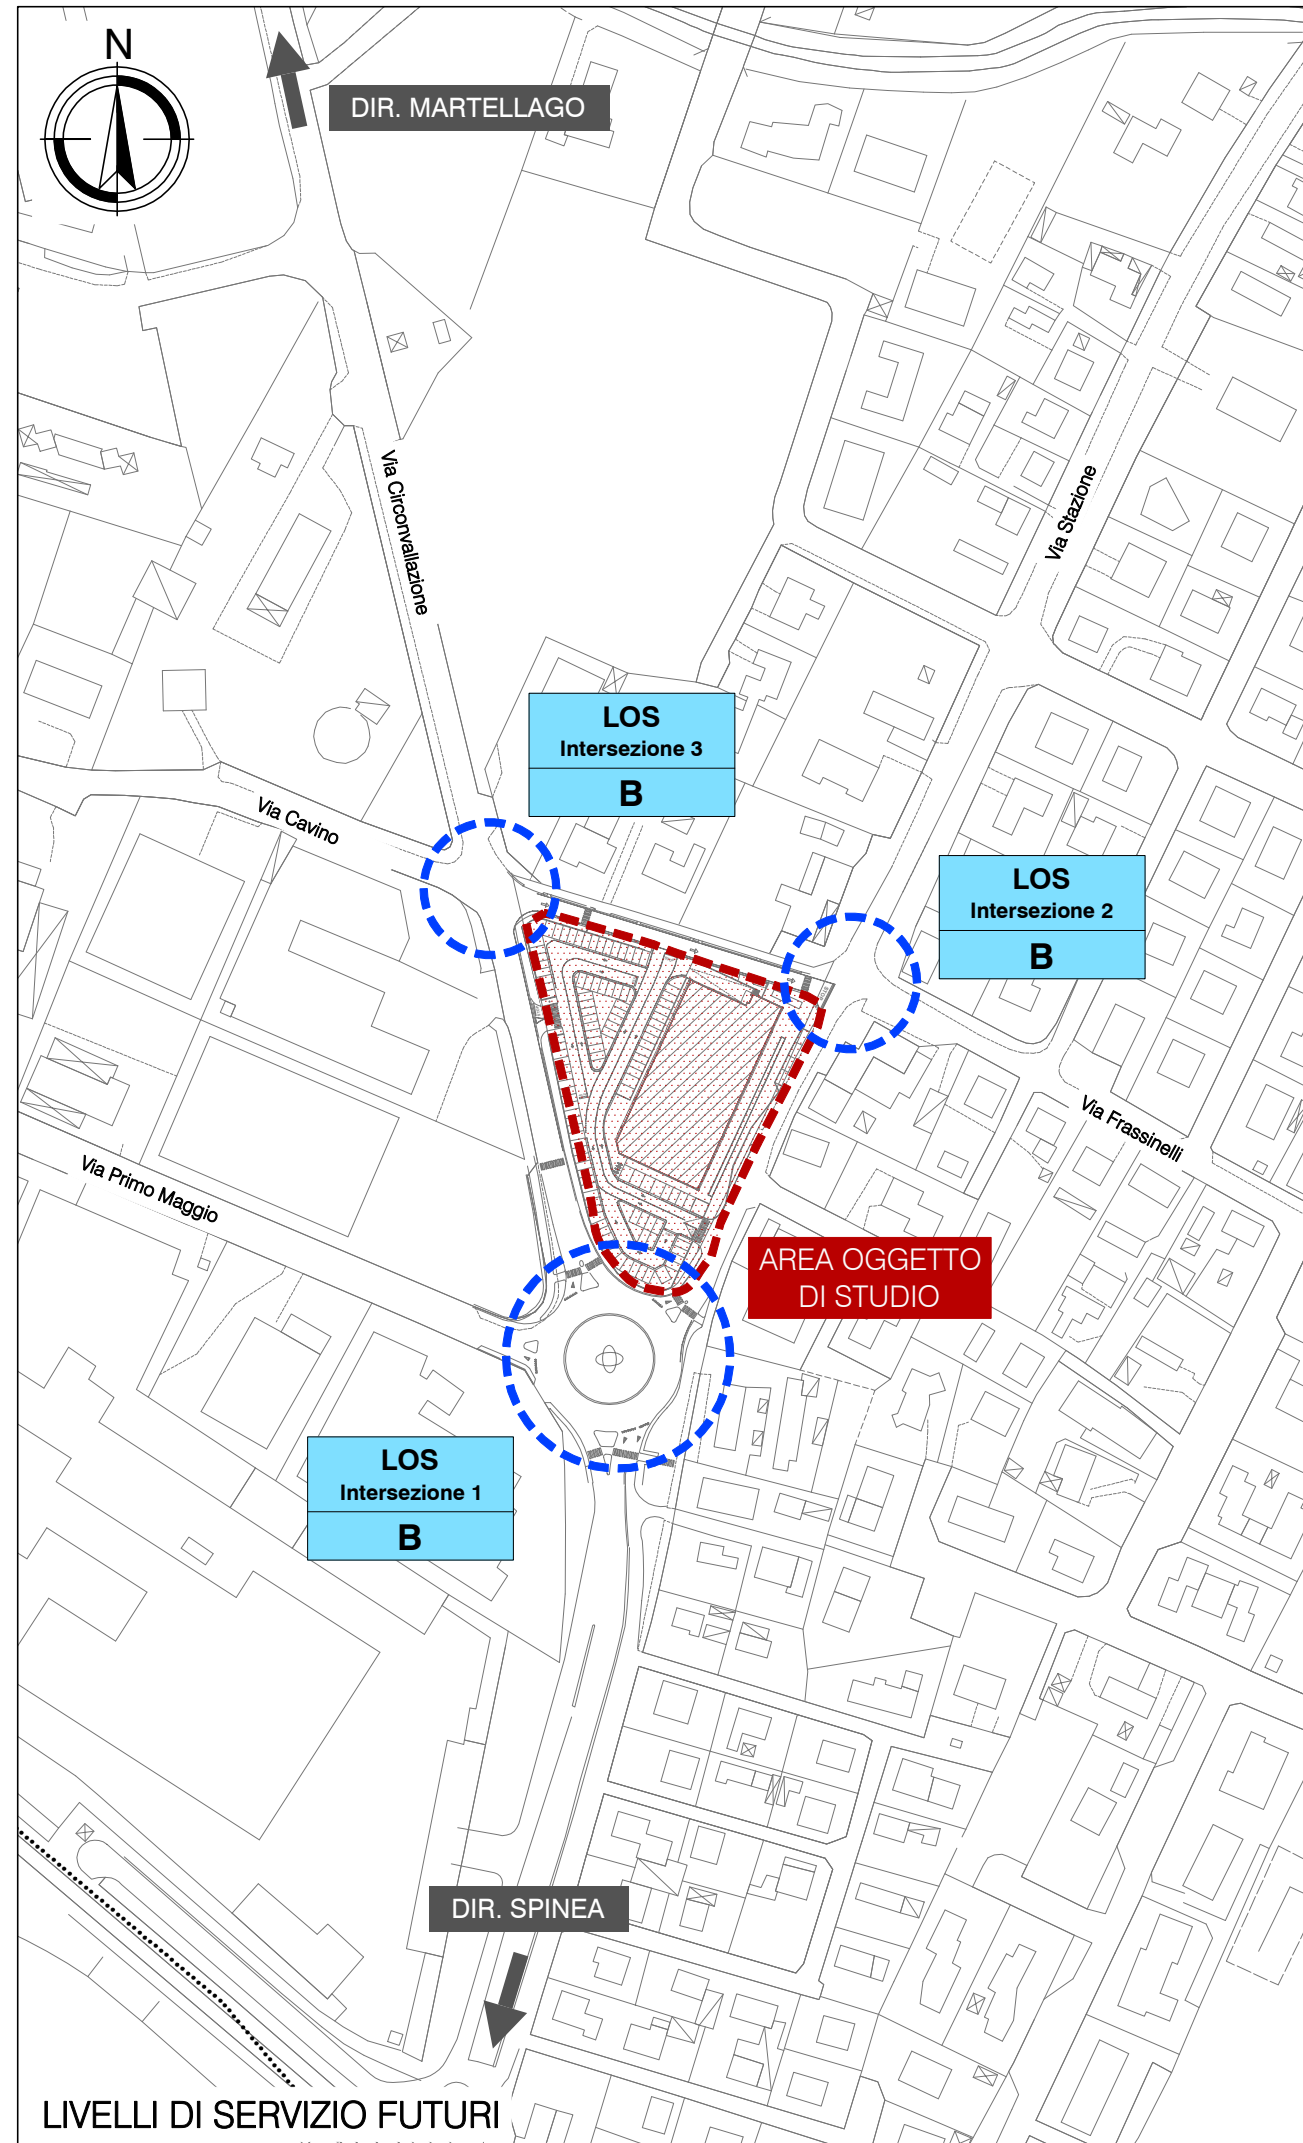 N
DIR. MARTELLAGO
Via Circonvallazione
Via Stazione
LOS
Intersezione 3
B
Via Cavino
LOS
Intersezione 2
B
Via Frassinelli
Via Primo Maggio
AREA OGGETTO
DI STUDIO
LOS
Intersezione 1
B
DIR. SPINEA
LIVELLI DI SERVIZIO FUTURI